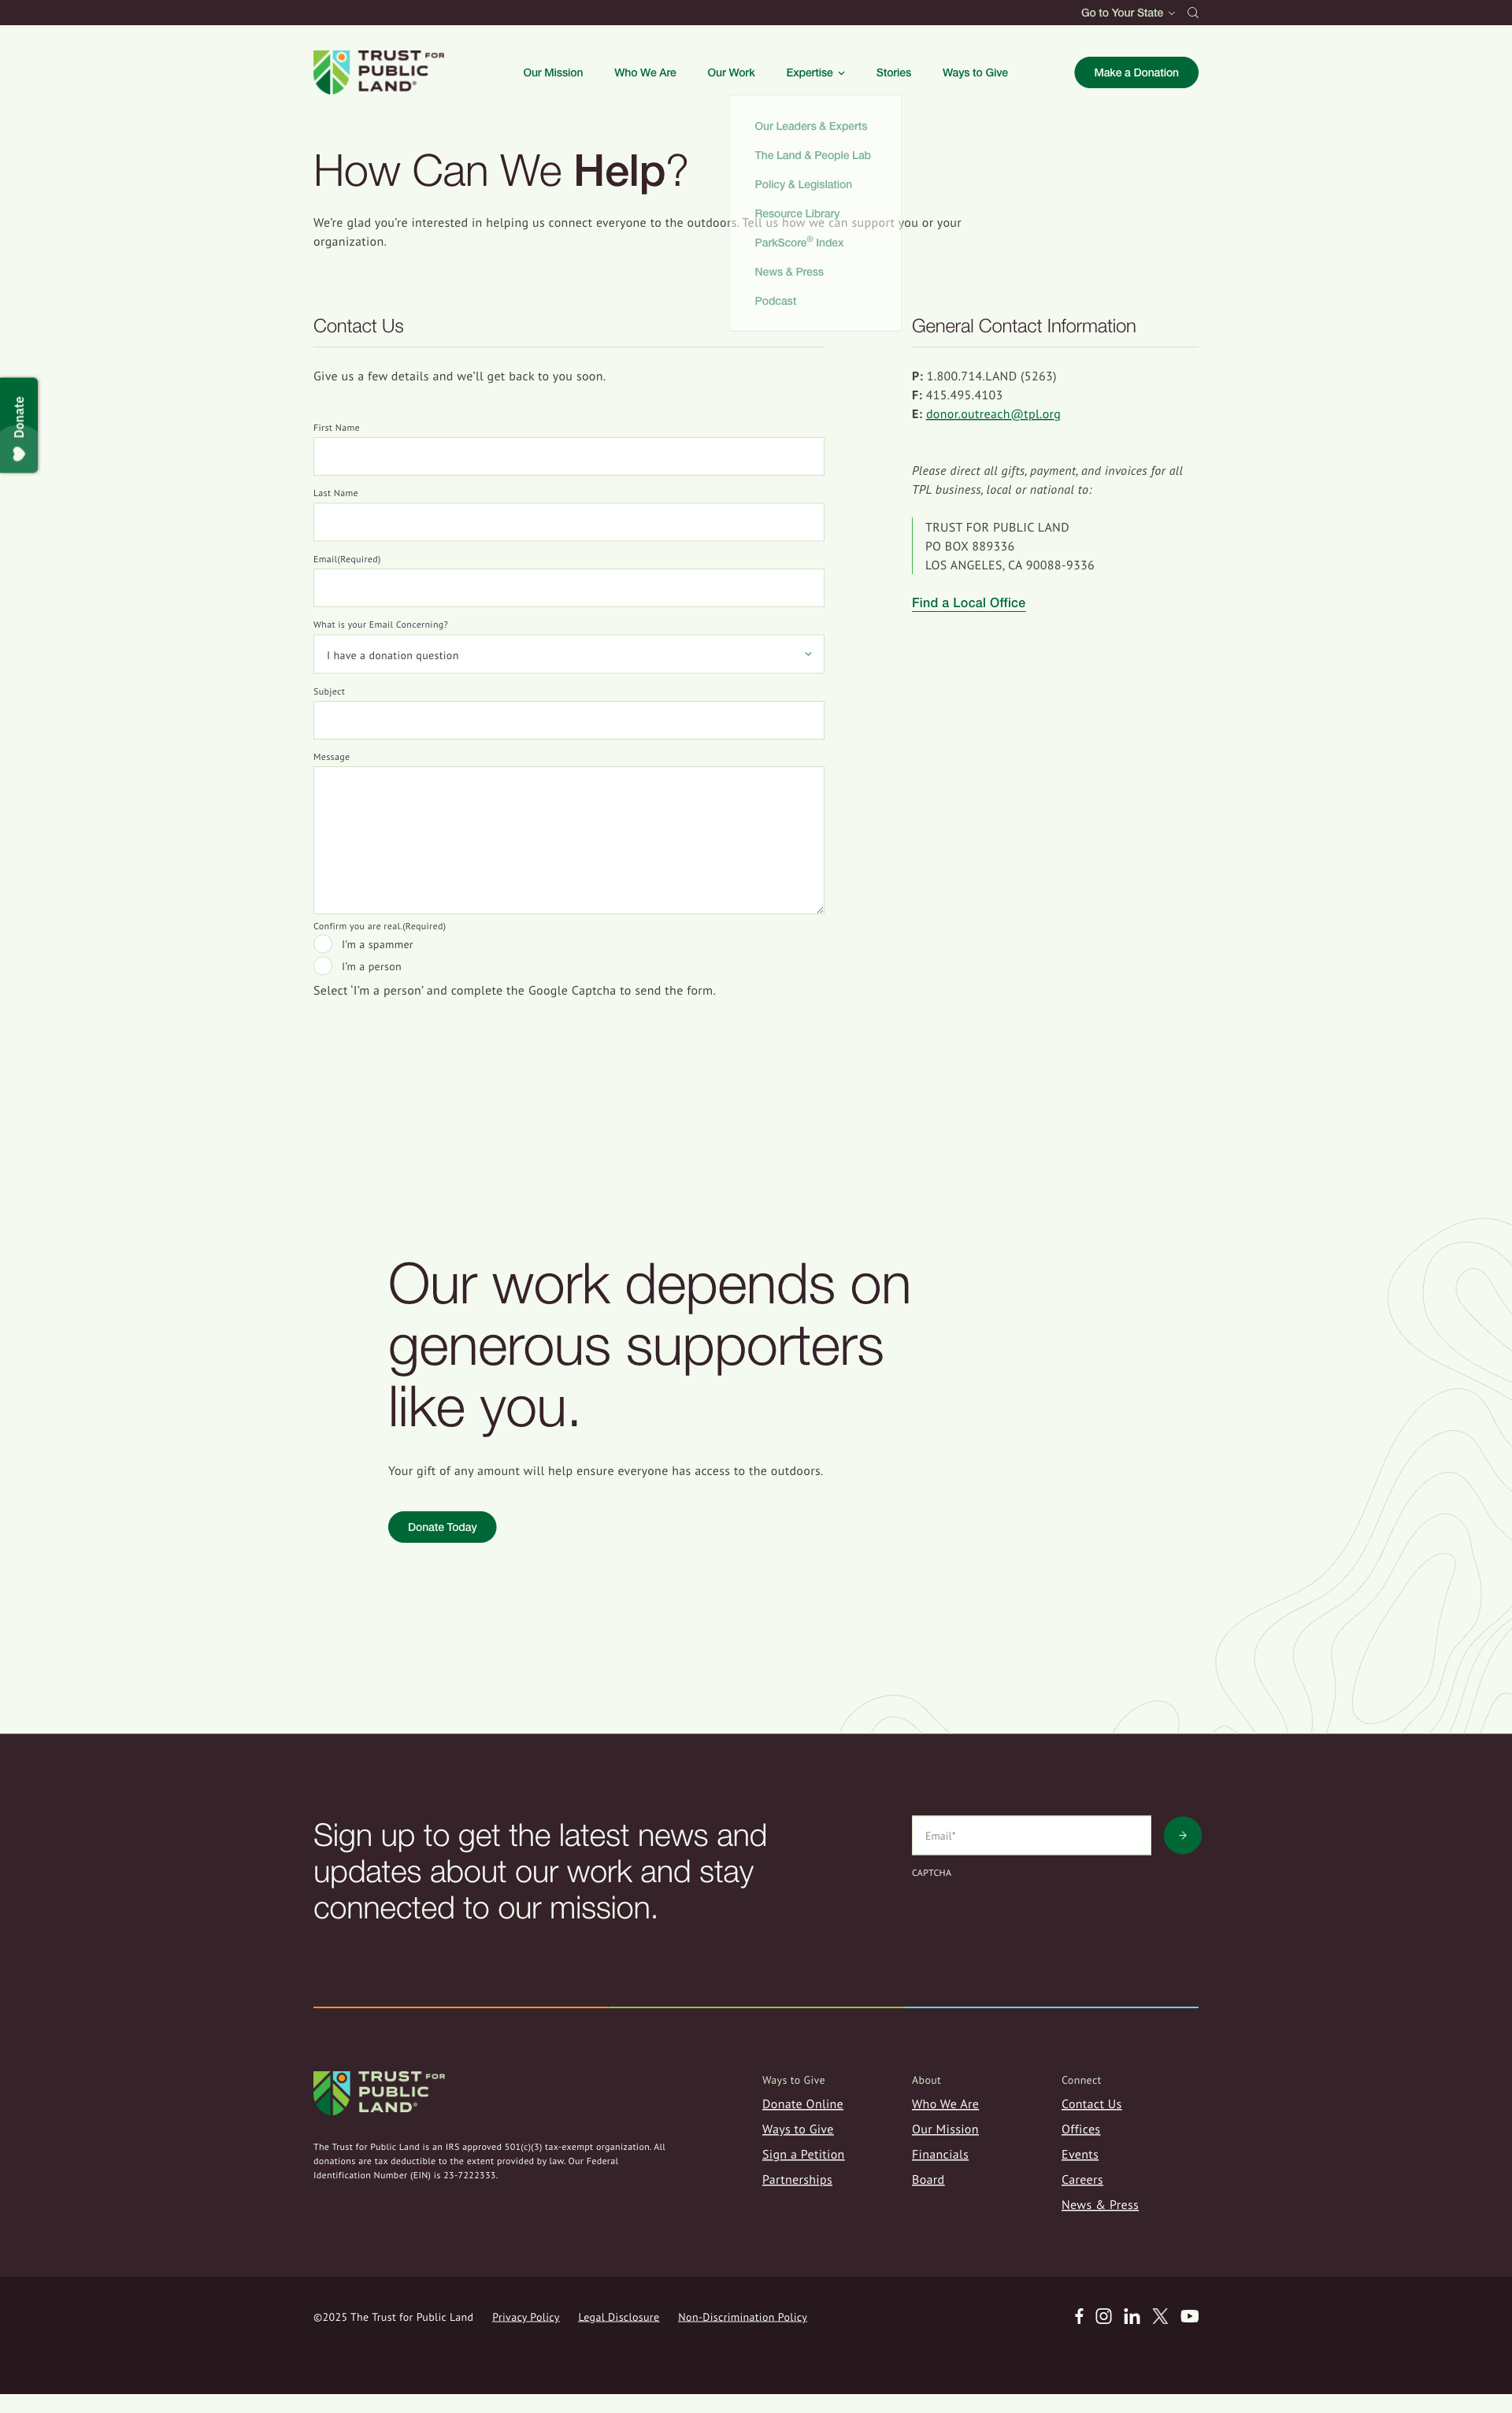 Go to Your State
TRUST FOR
PUBLIC
LAND®
Our Mission
Who We Are
Our Work
Expertise
Stories
Ways to Give
Make a Donation
Our Leaders & Experts
The Land & People Lab
Policy & Legislation
Resource Library
ParkScore® Index
News & Press
Podcast
How Can We Help?
We’re glad you’re interested in helping us connect everyone to the outdoors. Tell us how we can support you or your
organization.
Donate
Contact Us
Give us a few details and we’ll get back to you soon.
First Name
Last Name
Email(Required)
What is your Email Concerning?
I have a donation question
Subject
Message
Confirm you are real.(Required)
I’m a spammer
I’m a person
Select ‘I’m a person’ and complete the Google Captcha to send the form.
General Contact Information
P: 1.800.714.LAND (5263)
F: 415.495.4103
E: donor.outreach@tpl.org
Please direct all gifts, payment, and invoices for all
TPL business, local or national to:
TRUST FOR PUBLIC LAND
PO BOX 889336
LOS ANGELES, CA 90088-9336
Find a Local Office
Our work depends on
generous supporters
like you.
Your gift of any amount will help ensure everyone has access to the outdoors.
Donate Today
Sign up to get the latest news and
updates about our work and stay
connected to our mission.
Email*
CAPTCHA
TRUST FOR
PUBLIC
LAND®
The Trust for Public Land is an IRS approved 501(c)(3) tax-exempt organization. All
donations are tax deductible to the extent provided by law. Our Federal
Identification Number (EIN) is 23-7222333.
Ways to Give
Donate Online
Ways to Give
Sign a Petition
Partnerships
About
Who We Are
Our Mission
Financials
Board
Connect
Contact Us
Offices
Events
Careers
News & Press
©2025 The Trust for Public Land
Privacy Policy
Legal Disclosure
Non-Discrimination Policy